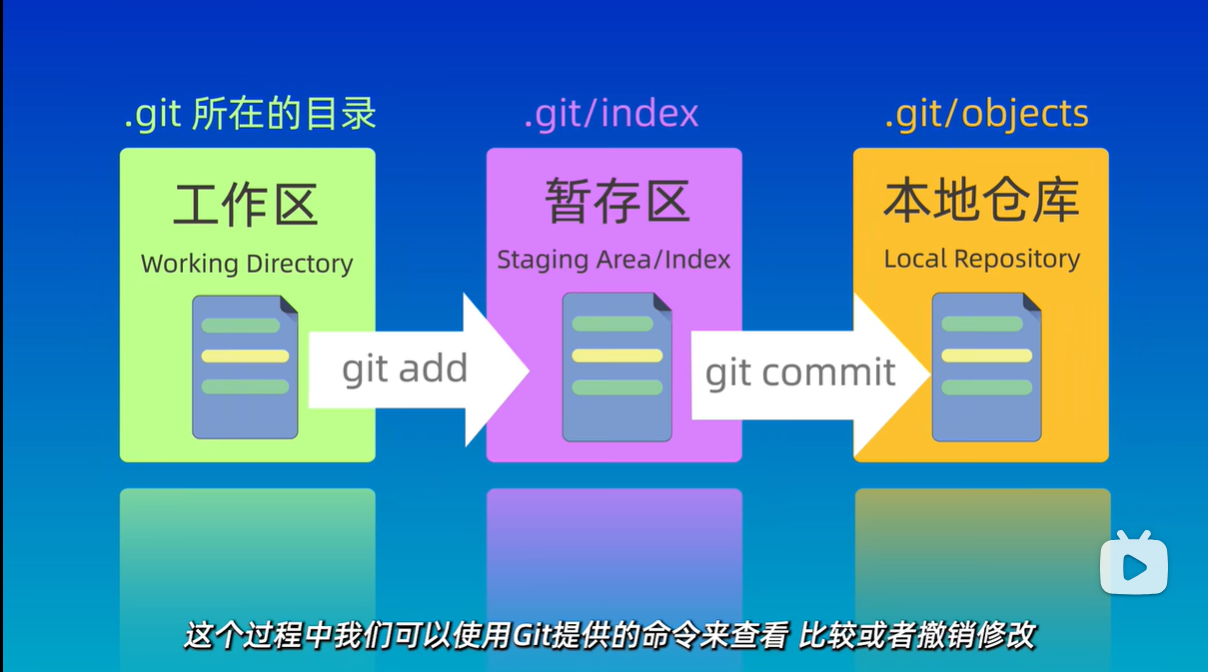 .git 所在的目录
.git/index
.git/objects
工作区
暂存区
本地仓库
Working Directory
Staging Area/Index
Local Repository
git add
git commit
这个过程中我们可以使用Git提供的命令来查看 比较或者撤销修改